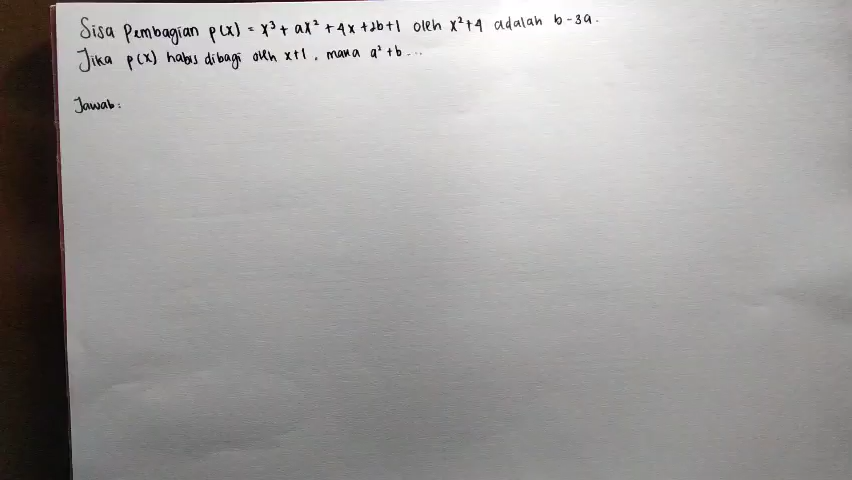 Sisa Pembagian p(x) = x³ + ax² + 4x + 2b + 1 oleh x² + 4 adalah b - 3a.
Jika p(x) habis dibagi oleh x+1, maka a² + b ...
Jawab: